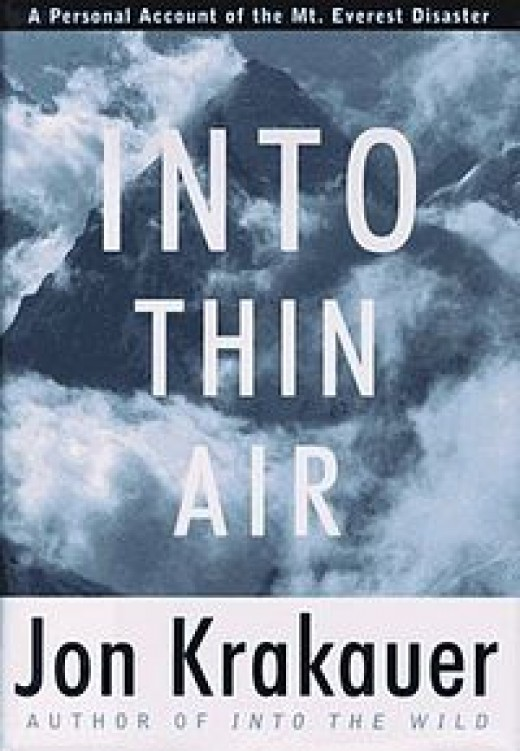 A Personal Account of the Mt. Everest Disaster
INTO
THIN
AIR
Jon Krakauer
AUTHOR OF INTO THE WILD